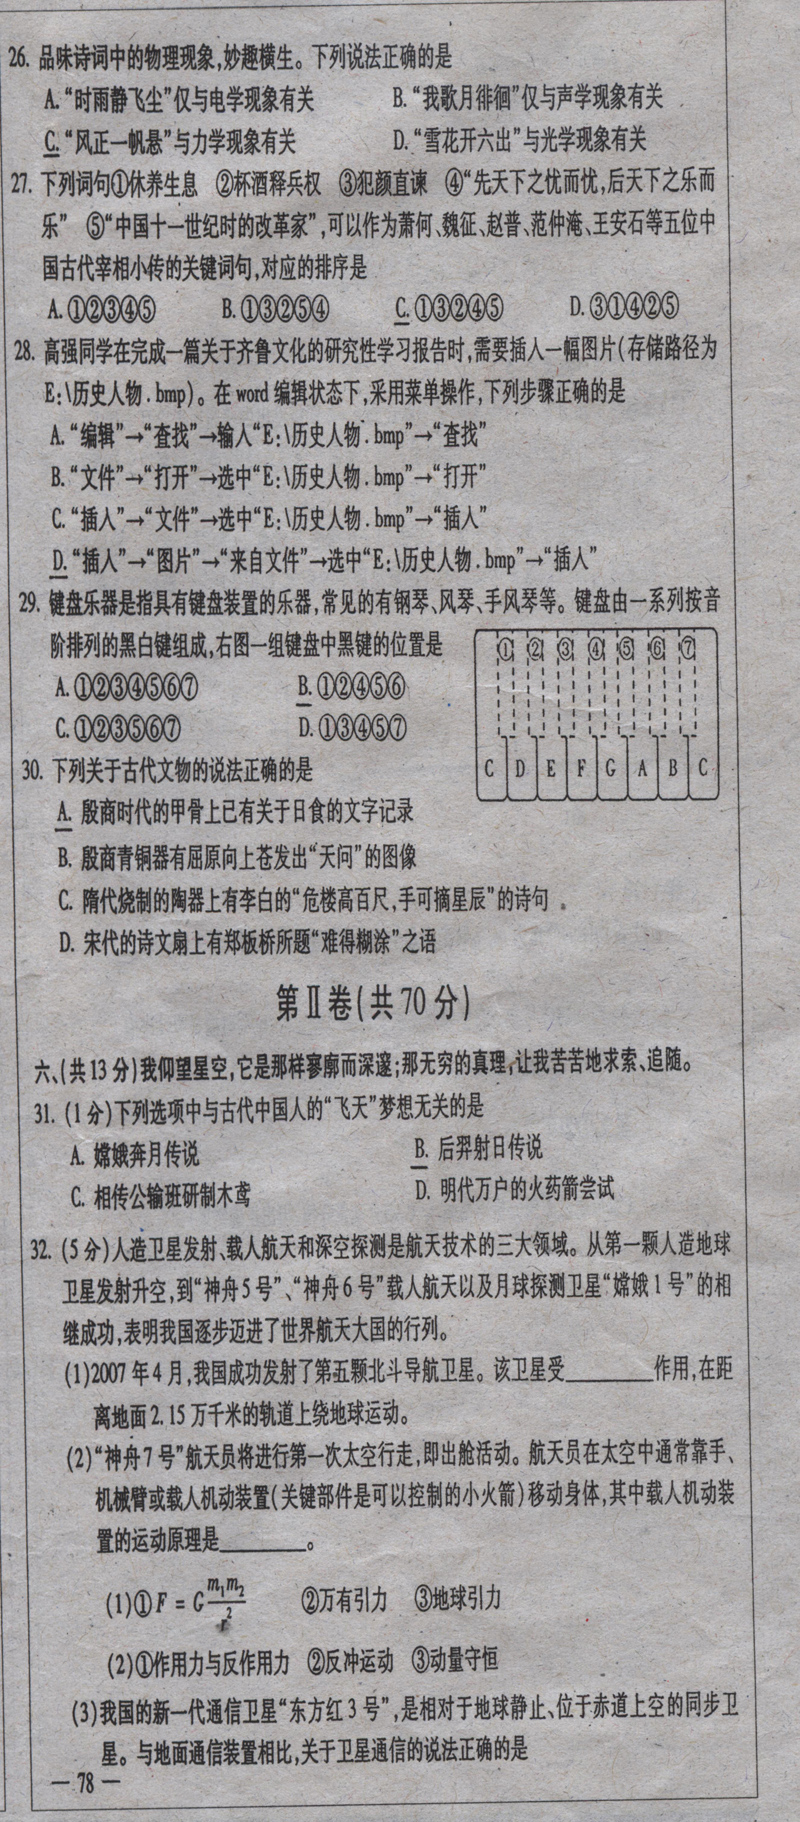 26. 品味诗词中的物理现象,妙趣横生。下列说法正确的是
A.“时雨静飞尘”仅与电学现象有关 B.“我歌月徘徊”仅与声学现象有关
C.“风正一帆悬”与力学现象有关 D.“雪花开六出”与光学现象有关
27. 下列词句①休养生息 ②杯酒释兵权 ③犯颜直谏 ④“先天下之忧而忧,后天下之乐而
乐” ⑤“中国十一世纪时的改革家”,可以作为萧何、魏征、赵普、范仲淹、王安石等五位中
国古代宰相小传的关键词句,对应的排序是
A.①②③④⑤ B.①③②⑤④ C.①③②④⑤ D.③①④②⑤
28. 高强同学在完成一篇关于齐鲁文化的研究性学习报告时,需要插入一幅图片(存储路径为
E:\历史人物.bmp)。在word编辑状态下,采用菜单操作,下列步骤正确的是
A.“编辑”→“查找”→输入“E:\历史人物.bmp”→“查找”
B.“文件”→“打开”→选中“E:\历史人物.bmp”→“打开”
C.“插入”→“文件”→选中“E:\历史人物.bmp”→“插入”
D.“插入”→“图片”→“来自文件”→选中“E:\历史人物.bmp”→“插入”
29. 键盘乐器是指具有键盘装置的乐器,常见的有钢琴、风琴、手风琴等。键盘由一系列按音
阶排列的黑白键组成,右图一组键盘中黑键的位置是
A.①②③④⑤⑥⑦ B.①②④⑤⑥
C.①②③⑤⑥⑦ D.①③④⑤⑦
① ② ③ ④ ⑤ ⑥ ⑦
C D E F G A B C
30. 下列关于古代文物的说法正确的是
A. 殷商时代的甲骨上已有关于日食的文字记录
B. 殷商青铜器有屈原向上苍发出“天问”的图像
C. 隋代烧制的陶器上有李白的“危楼高百尺,手可摘星辰”的诗句
D. 宋代的诗文扇上有郑板桥所题“难得糊涂”之语
第Ⅱ卷(共70分)
六、(共13分)我仰望星空,它是那样寥廓而深邃;那无穷的真理,让我苦苦地求索、追随。
31. (1分)下列选项中与古代中国人的“飞天”梦想无关的是
A. 嫦娥奔月传说 B. 后羿射日传说
C. 相传公输班研制木鸢 D. 明代万户的火药箭尝试
32. (5分)人造卫星发射、载人航天和深空探测是航天技术的三大领域。从第一颗人造地球
卫星发射升空,到“神舟5号”、“神舟6号”载人航天以及月球探测卫星“嫦娥1号”的相
继成功,表明我国逐步迈进了世界航天大国的行列。
(1)2007年4月,我国成功发射了第五颗北斗导航卫星。该卫星受________作用,在距
离地面2.15万千米的轨道上绕地球运动。
(2)“神舟7号”航天员将进行第一次太空行走,即出舱活动。航天员在太空中通常靠手、
机械臂或载人机动装置(关键部件是可以控制的小火箭)移动身体,其中载人机动装
置的运动原理是________。
(1)①F = G m₁m₂/r² ②万有引力 ③地球引力
(2)①作用力与反作用力 ②反冲运动 ③动量守恒
(3)我国的新一代通信卫星“东方红3号”,是相对于地球静止、位于赤道上空的同步卫
星。与地面通信装置相比,关于卫星通信的说法正确的是
— 78 —